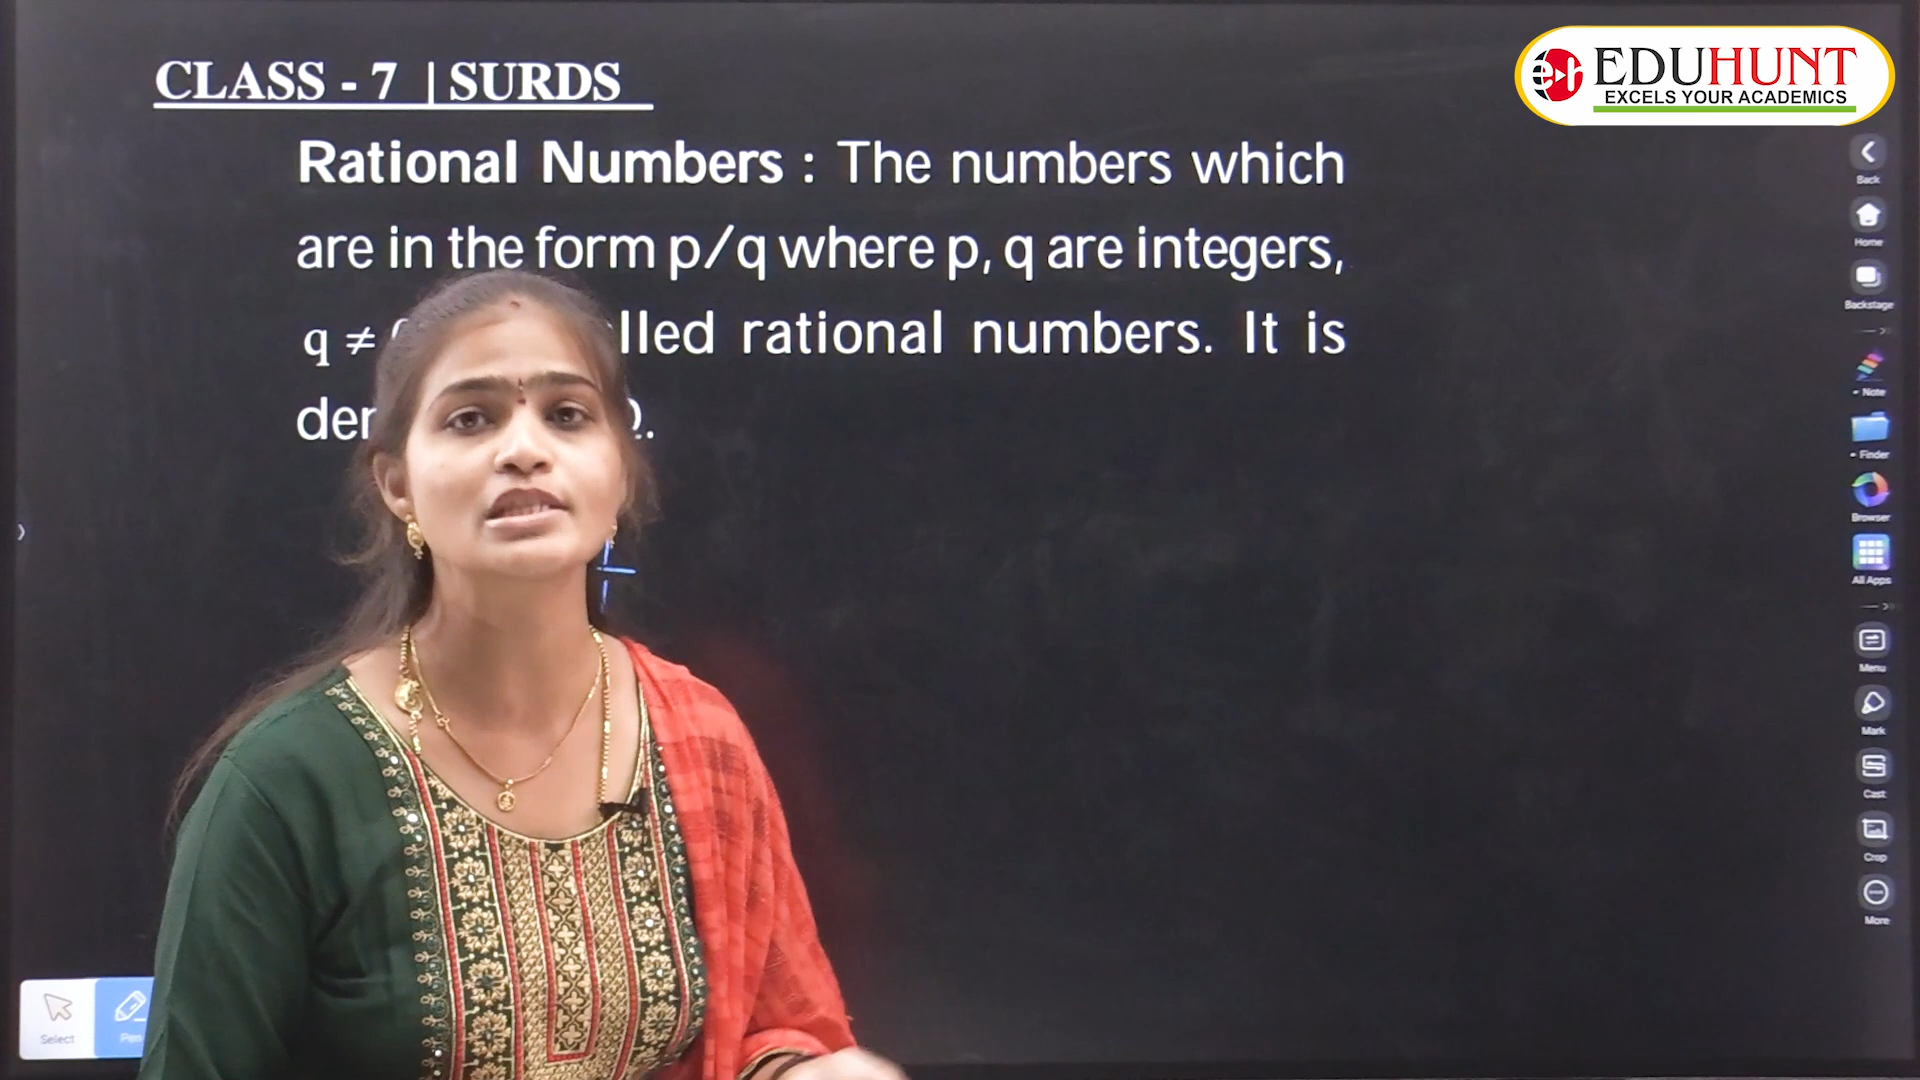 CLASS - 7 | SURDS
EDUHUNT
EXCELS YOUR ACADEMICS
Rational Numbers : The numbers which
are in the form p/q where p, q are integers,
q ≠ lled rational numbers. It is
der
Back
Home
Backstage
Note
Finder
Browser
All Apps
Menu
Mark
Cast
Crop
More
Select
Pen